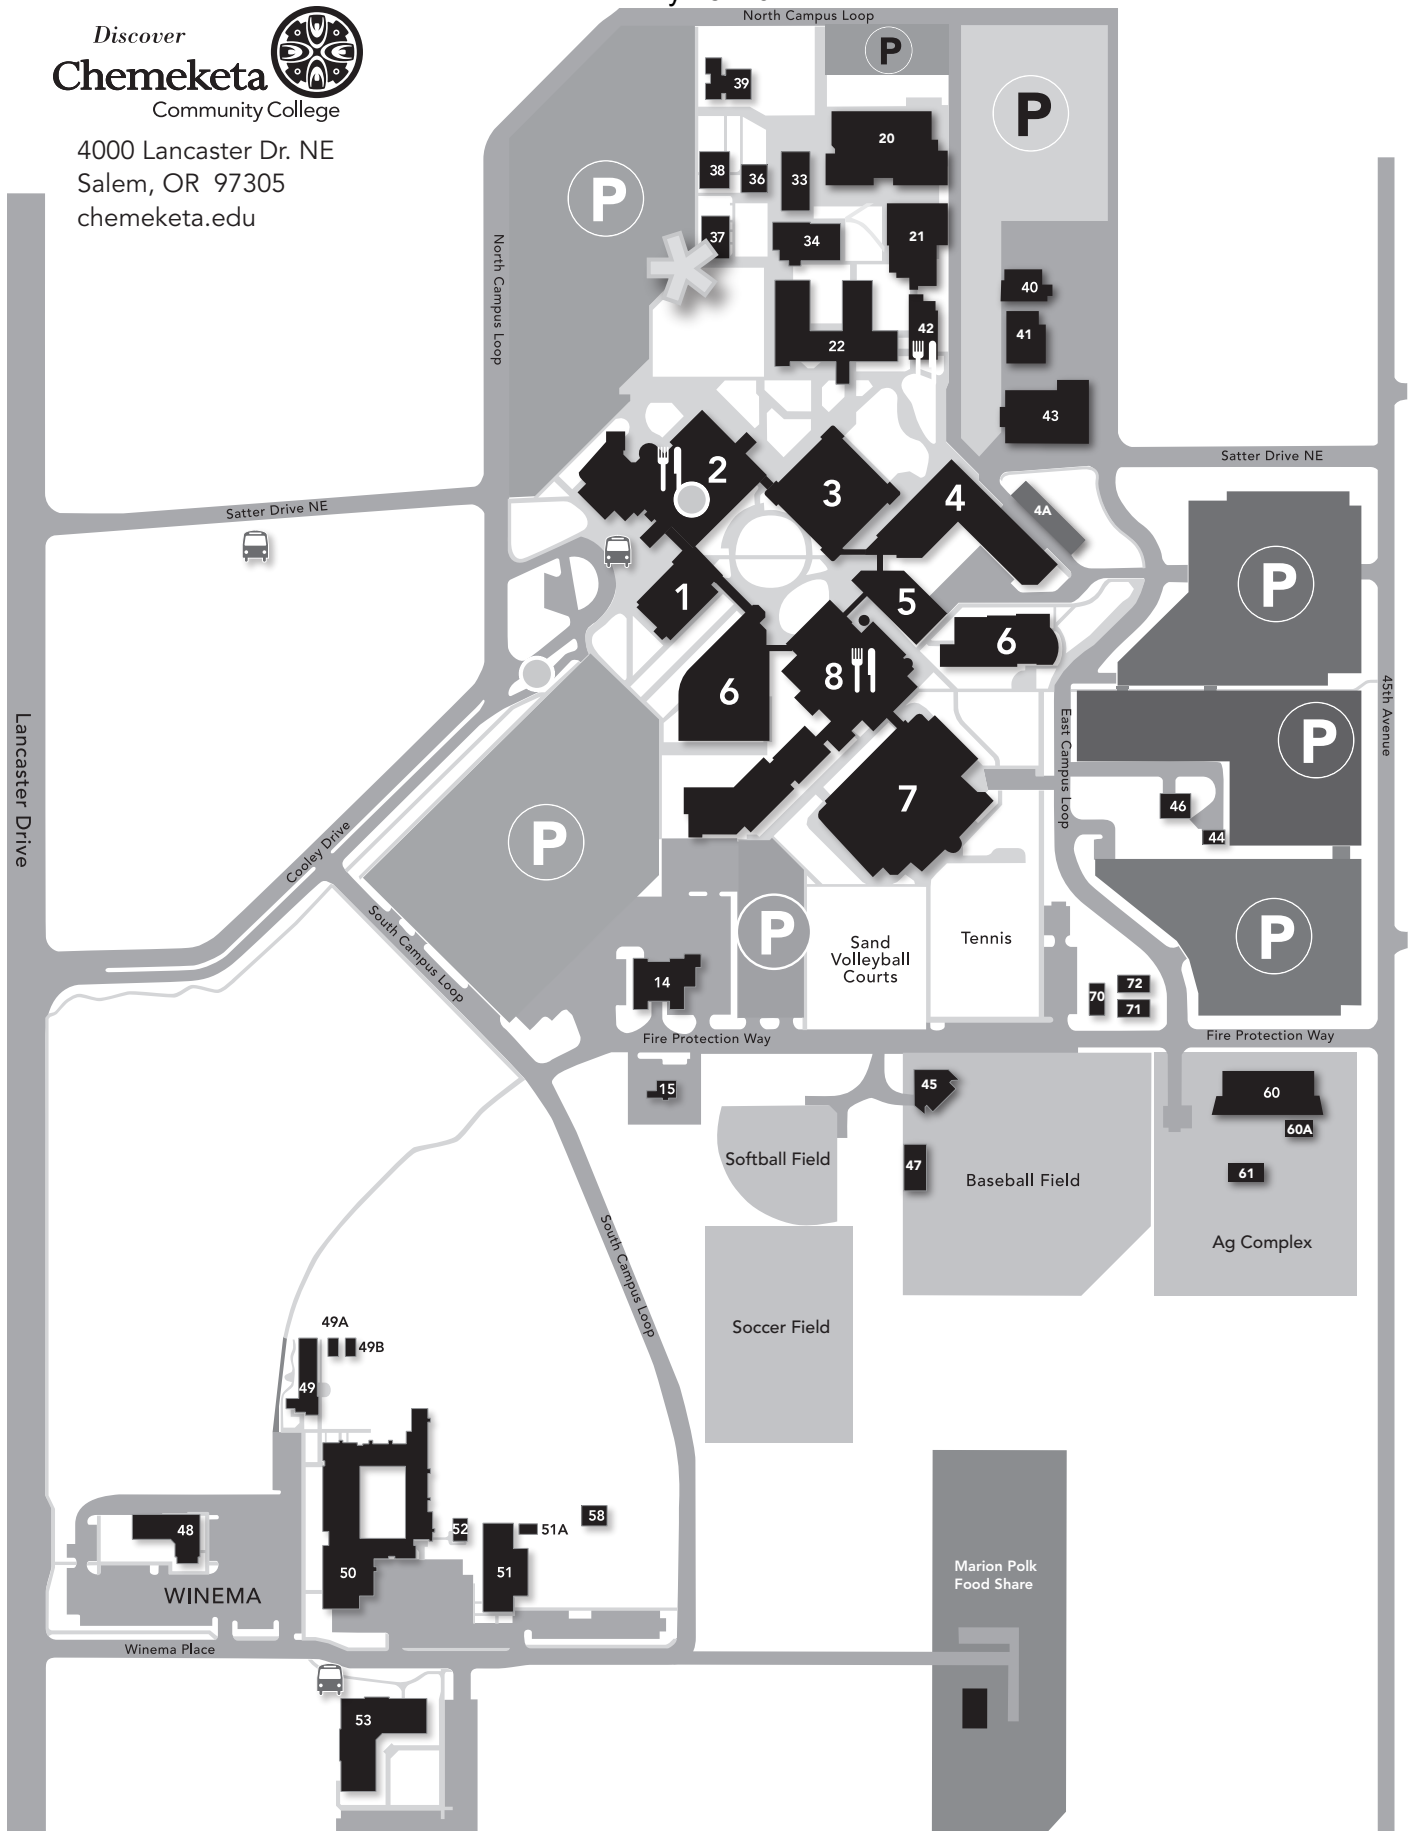 North Campus Loop
Discover
Chemeketa
Community College
4000 Lancaster Dr. NE
Salem, OR 97305
chemeketa.edu
P
P
P
39
20
38
36
33
37
34
21
North Campus Loop
40
42
41
22
43
2
3
4
4A
Satter Drive NE
Satter Drive NE
P
1
5
6
6
8
7
P
45th Avenue
East Campus Loop
Lancaster Drive
46
44
P
Cooley Drive
South Campus Loop
P
P
Sand
Volleyball
Courts
Tennis
14
70
72
71
Fire Protection Way
Fire Protection Way
15
45
60
60A
47
61
Softball Field
Baseball Field
Ag Complex
South Campus Loop
Soccer Field
49A
49B
49
48
52
51A
58
50
51
WINEMA
Marion Polk
Food Share
Winema Place
53